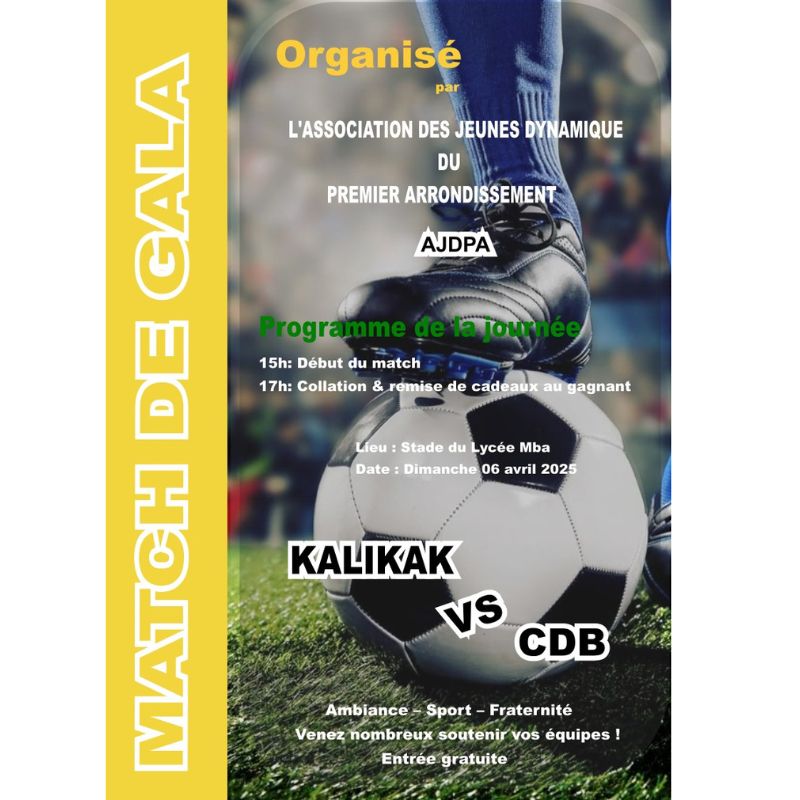 MATCH DE GALA
Organisé
par
L'ASSOCIATION DES JEUNES DYNAMIQUE
DU
PREMIER ARRONDISSEMENT
AJDPA
Programme de la journée
15h: Début du match
17h: Collation & remise de cadeaux au gagnant
Lieu : Stade du Lycée Mba
Date : Dimanche 06 avril 2025
KALIKAK
VS
CDB
Ambiance – Sport – Fraternité
Venez nombreux soutenir vos équipes !
Entrée gratuite